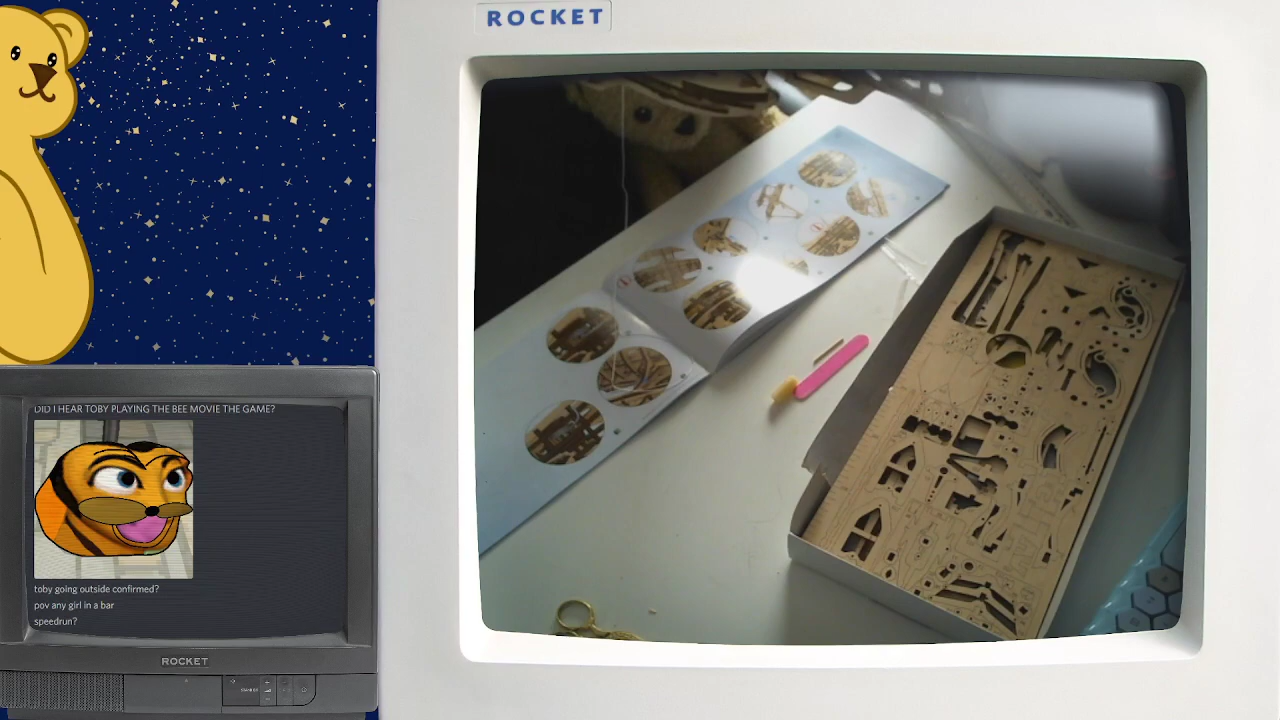 ROCKET
DID I HEAR TOBY PLAYING THE BEE MOVIE THE GAME?
toby going outside confirmed?
pov any girl in a bar
speedrun?
ROCKET